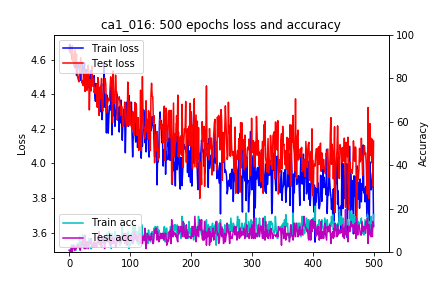 ca1_016: 500 epochs loss and accuracy
Train loss
Test loss
Train acc
Test acc
Loss
4.6
4.4
4.2
4.0
3.8
3.6
Accuracy
100
80
60
40
20
0
0
100
200
300
400
500